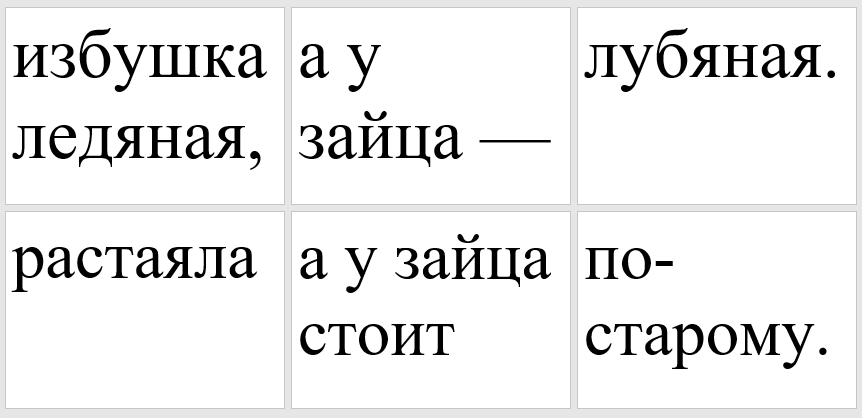 избушка
ледяная,
а у
зайца —
лубяная.
растаяла
а у зайца
стоит
по-
старому.